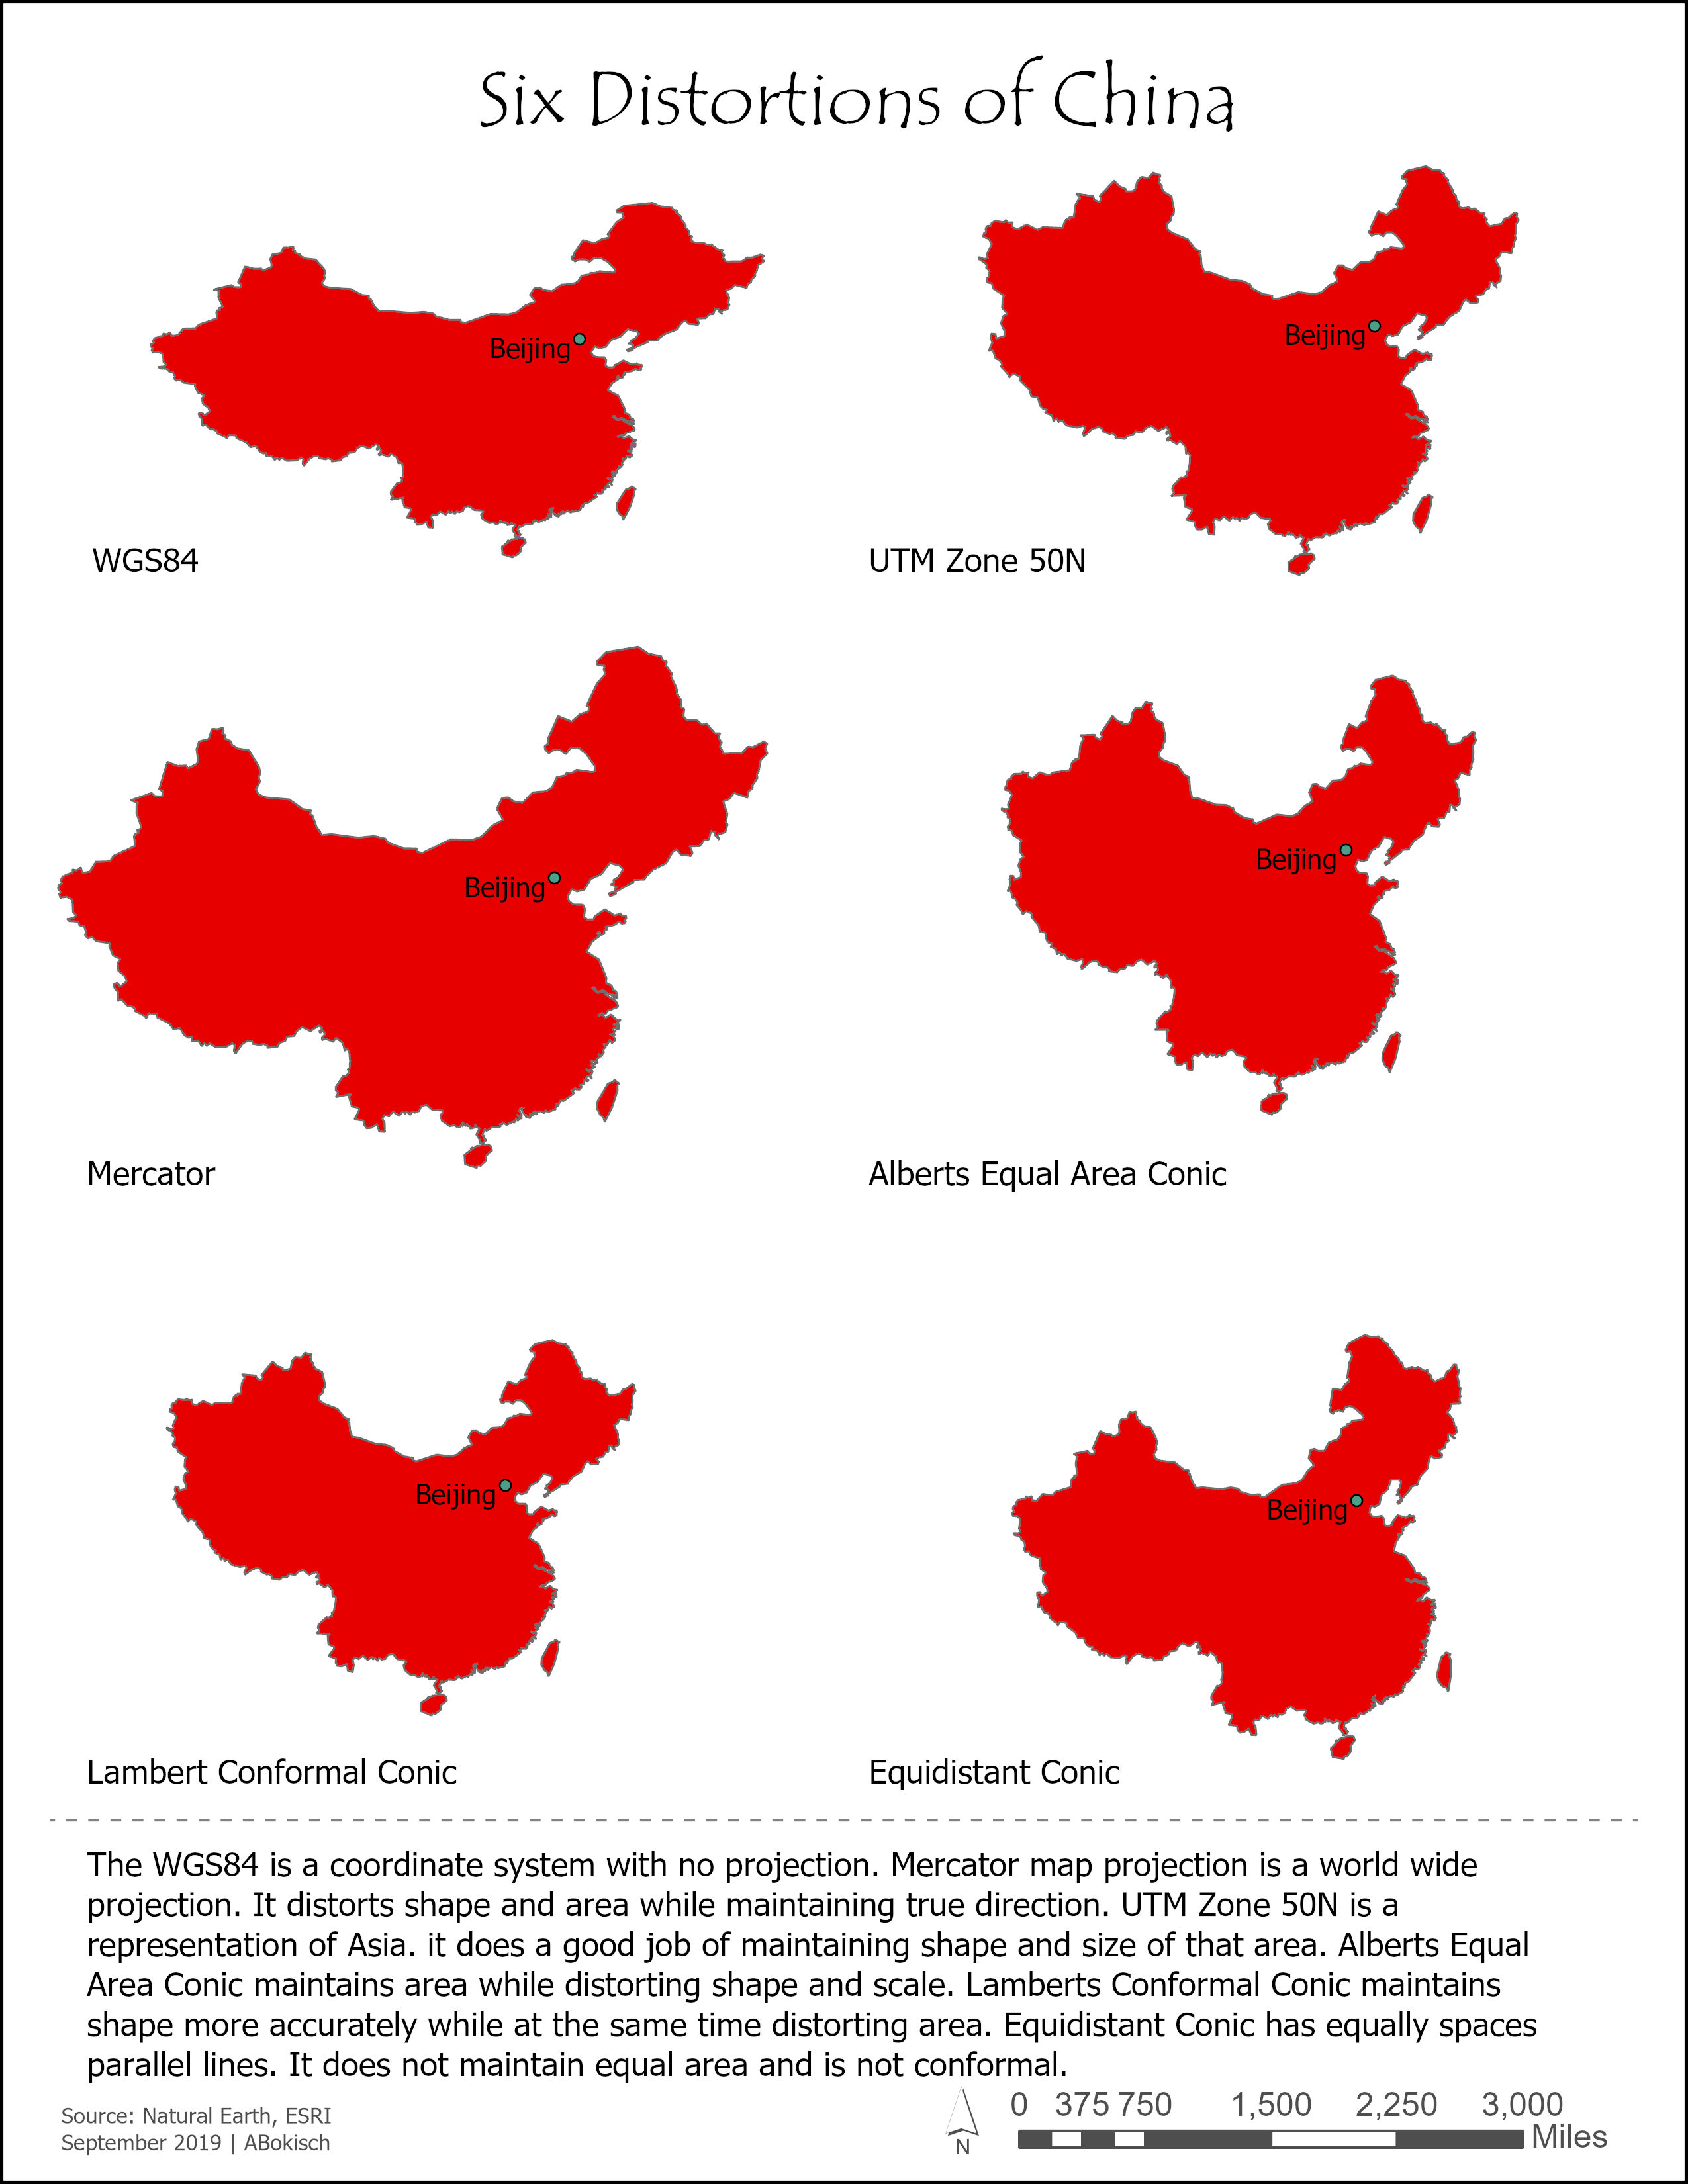 Six Distortions of China
Beijing
Beijing
WGS84
UTM Zone 50N
Beijing
Beijing
Mercator
Alberts Equal Area Conic
Beijing
Beijing
Lambert Conformal Conic
Equidistant Conic
The WGS84 is a coordinate system with no projection. Mercator map projection is a world wide
projection. It distorts shape and area while maintaining true direction. UTM Zone 50N is a
representation of Asia. it does a good job of maintaining shape and size of that area. Alberts Equal
Area Conic maintains area while distorting shape and scale. Lamberts Conformal Conic maintains
shape more accurately while at the same time distorting area. Equidistant Conic has equally spaces
parallel lines. It does not maintain equal area and is not conformal.
Source: Natural Earth, ESRI
September 2019 | ABokisch
N
0 375 750 1,500 2,250 3,000
Miles